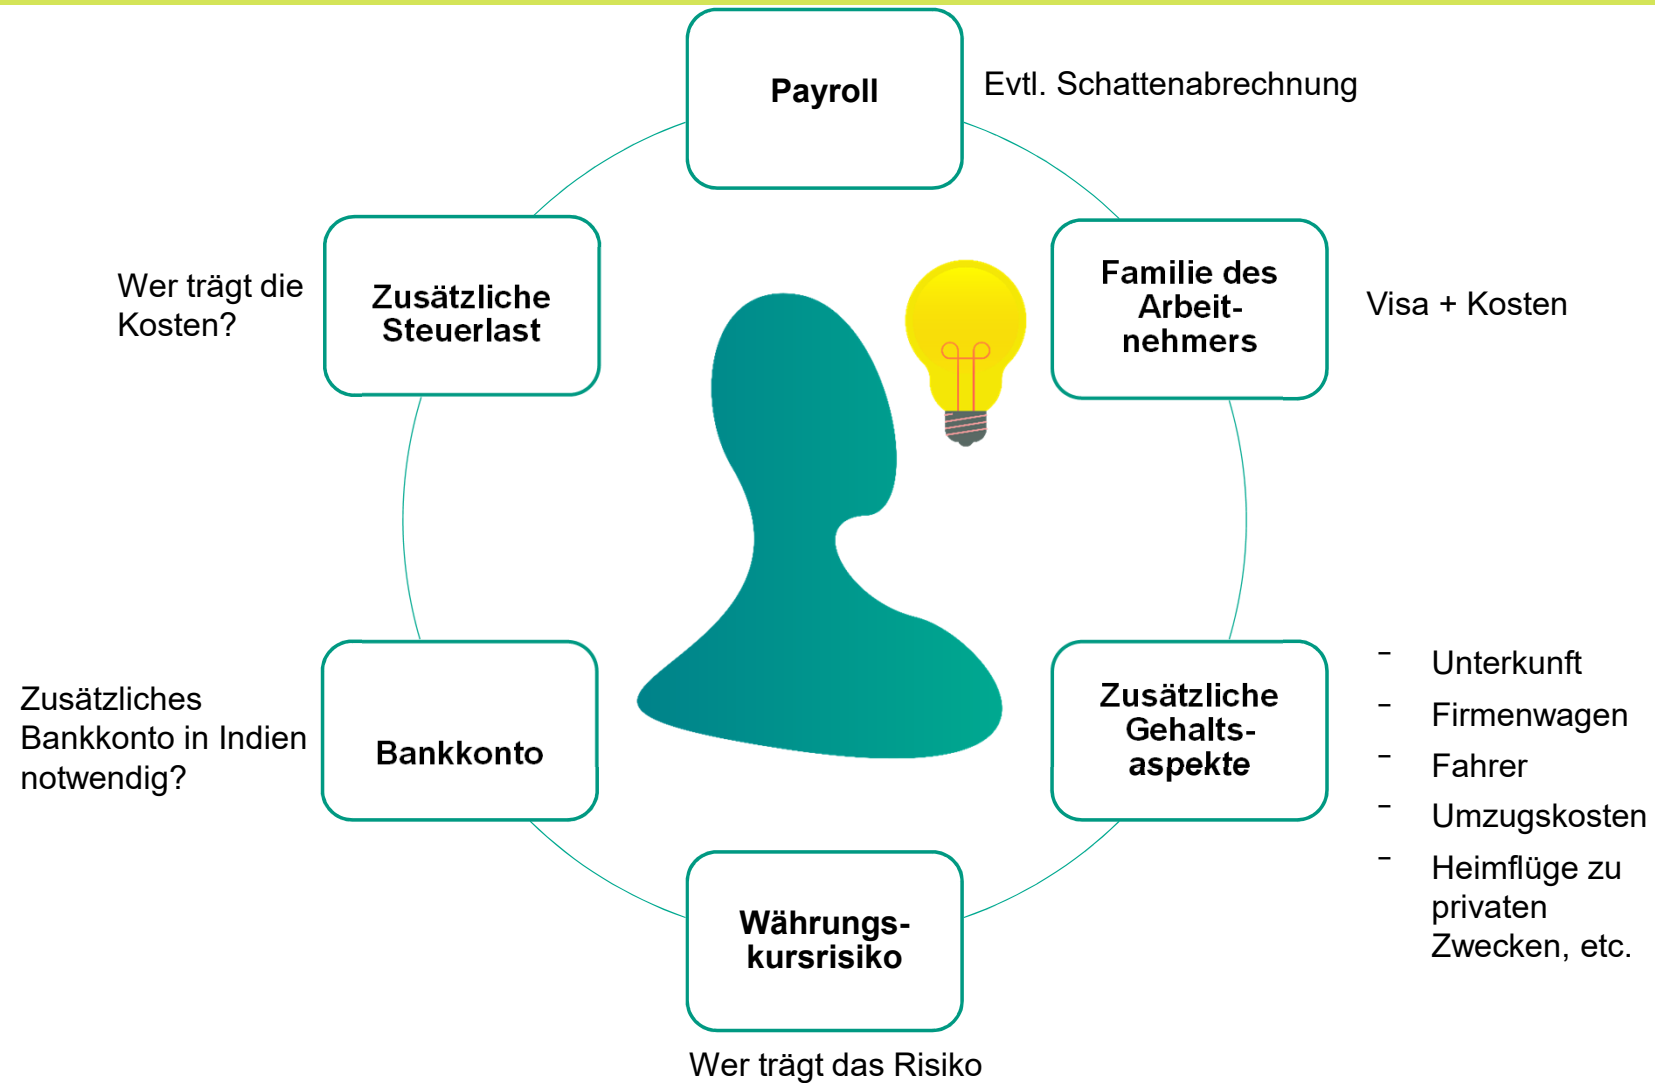 Payroll
Evtl. Schattenabrechnung
Familie des
Arbeit-
nehmers
Visa + Kosten
Zusätzliche
Gehalts-
aspekte
- Unterkunft
- Firmenwagen
- Fahrer
- Umzugskosten
- Heimflüge zu
privaten
Zwecken, etc.
Währungs-
kursrisiko
Wer trägt das Risiko
Bankkonto
Zusätzliches
Bankkonto in Indien
notwendig?
Zusätzliche
Steuerlast
Wer trägt die
Kosten?